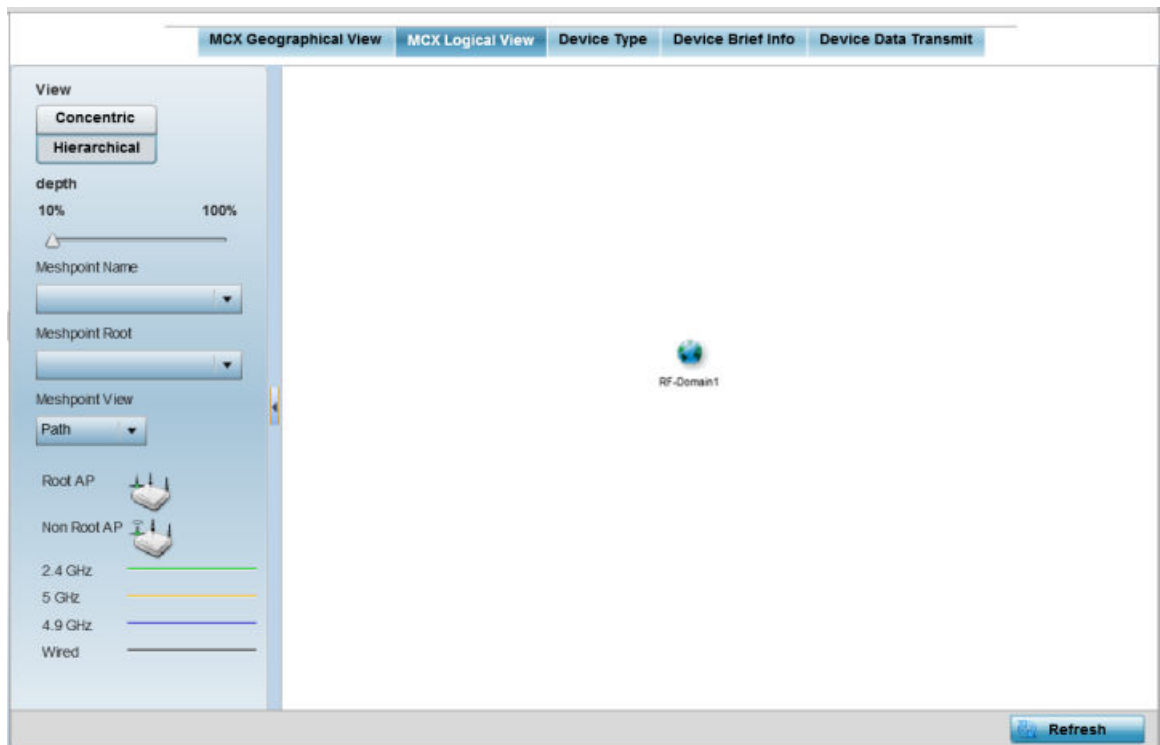 MCX Geographical View MCX Logical View Device Type Device Brief Info Device Data Transmit
View
Concentric
Hierarchical
depth
10% 100%
Meshpoint Name
Meshpoint Root
Meshpoint View
Path
Root AP
Non Root AP
2.4 GHz
5 GHz
4.9 GHz
Wired
RF-Domain1
Refresh